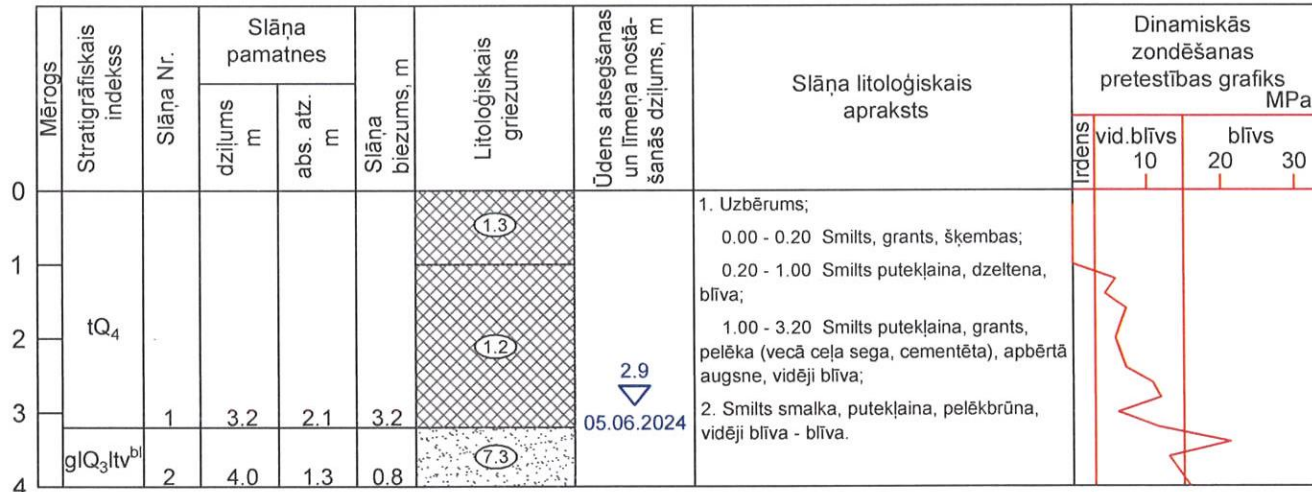 Mērogs
Stratigrāfiskais
indekss
Slāņa Nr.
Slāņa
pamatnes
dziļums
m
abs. atz.
m
Slāņa
biezums, m
Litoloģiskais
griezums
Ūdens atsegšanas
un līmeņa nostā-
šanās dziļums, m
Slāņa litoloģiskais
apraksts
Dinamiskās
zondēšanas
pretestības grafiks
MPa
Irdens
vid.blīvs
blīvs
10
20
30
0
1
2
3
4
tQ4
1
3.2
2.1
3.2
1.3
1.2
2.9
05.06.2024
1. Uzbērums;
0.00 - 0.20 Smilts, grants, šķembas;
0.20 - 1.00 Smilts putekļaina, dzeltena,
blīva;
1.00 - 3.20 Smilts putekļaina, grants,
pelēka (vecā ceļa sega, cementēta), apbērtā
augsne, vidēji blīva;
2. Smilts smalka, putekļaina, pelēkbrūna,
vidēji blīva - blīva.
glQ3ltvbl
2
4.0
1.3
0.8
7.3